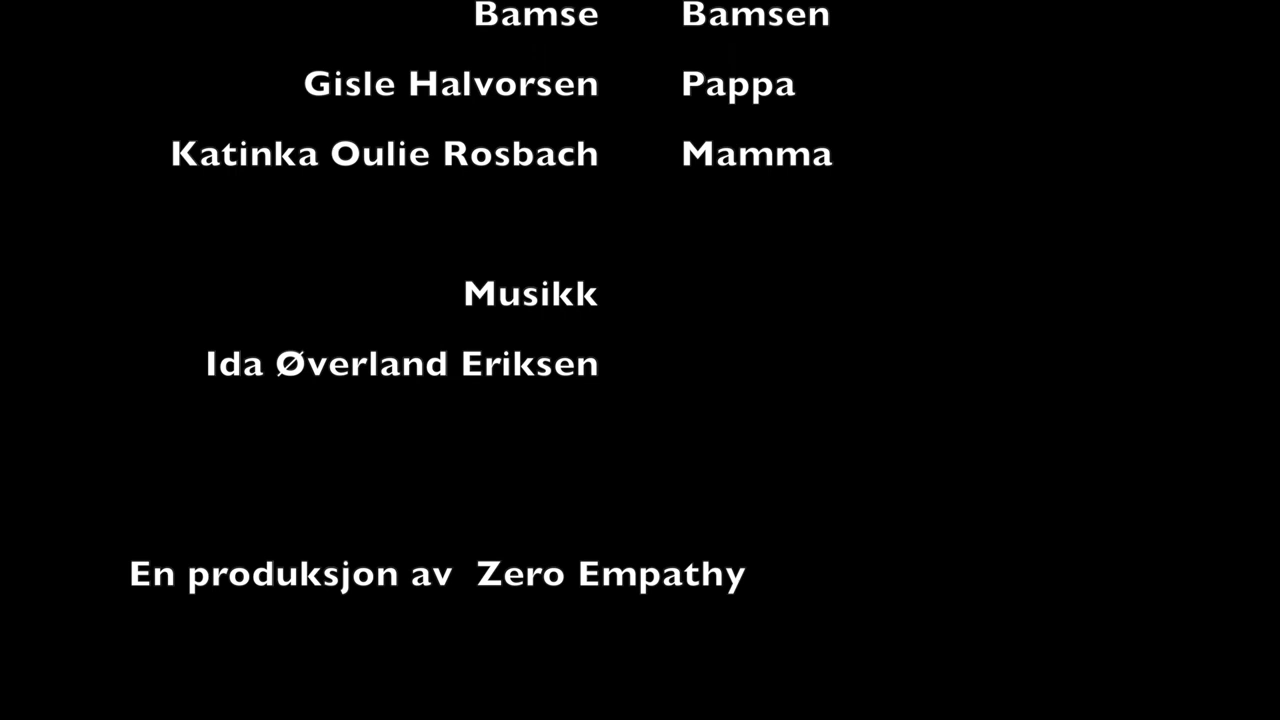 Bamse Bamsen
Gisle Halvorsen Pappa
Katinka Oulie Rosbach Mamma
Musikk
Ida Øverland Eriksen
En produksjon av  Zero Empathy